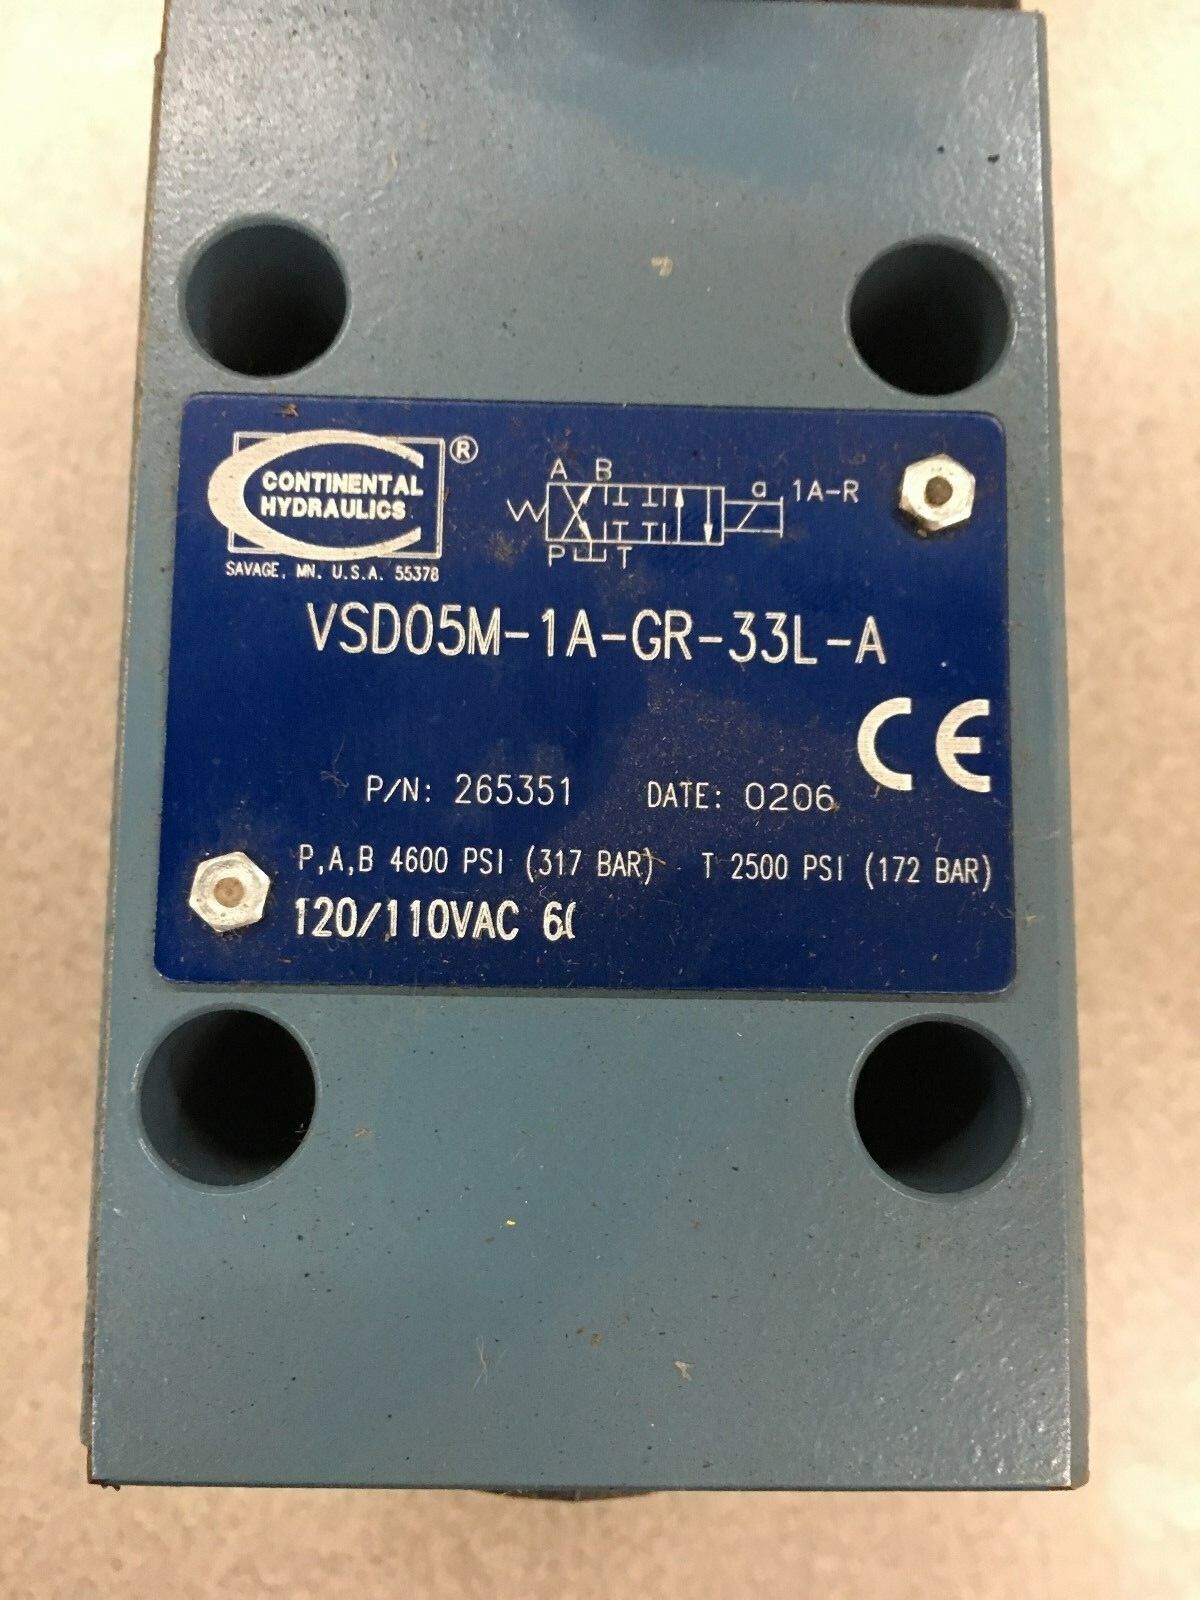 CONTINENTAL ®
HYDRAULICS
SAVAGE, MN. U.S.A. 55378
A B
a 1A-R
P T
VSD05M-1A-GR-33L-A
CE
P/N: 265351 DATE: 0206
P,A,B 4600 PSI (317 BAR) T 2500 PSI (172 BAR)
120/110VAC